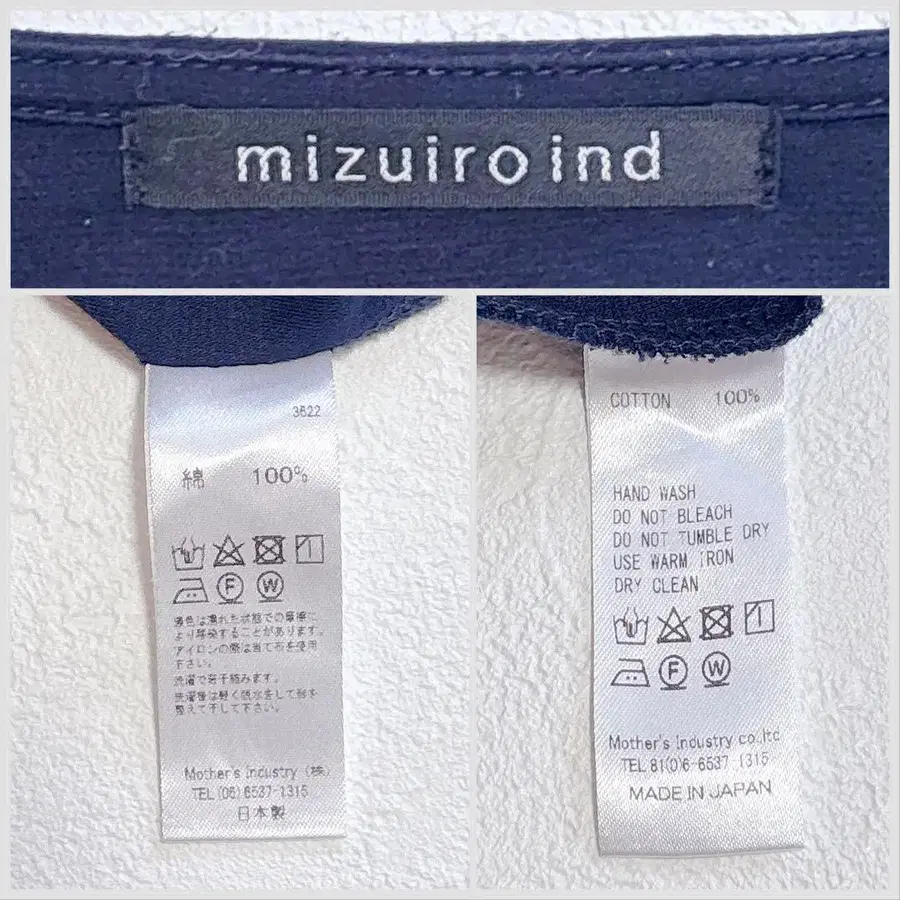 mizuiro ind
3622
綿 100%
F W
濃色は濡れた状態での摩擦に
より移染することがあります。
アイロンの際は当て布を使用
下さい。
洗濯で若干縮みます。
洗濯後は軽く脱水をして形を
整えて干して下さい。
Mother's Industry (株)
TEL (06) 6537-1315
日本製
COTTON 100%
HAND WASH
DO NOT BLEACH
DO NOT TUMBLE DRY
USE WARM IRON
DRY CLEAN
F W
Mother's Industry co.,ltd
TEL 81(0)6-6537-1315
MADE IN JAPAN